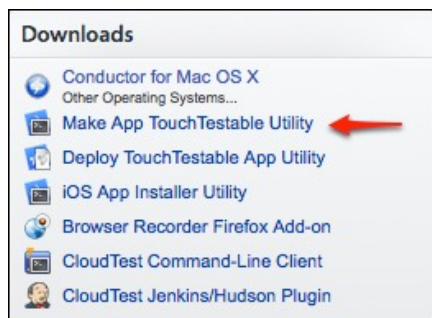 Downloads
Conductor for Mac OS X
Other Operating Systems...
Make App TouchTestable Utility
Deploy TouchTestable App Utility
iOS App Installer Utility
Browser Recorder Firefox Add-on
CloudTest Command-Line Client
CloudTest Jenkins/Hudson Plugin